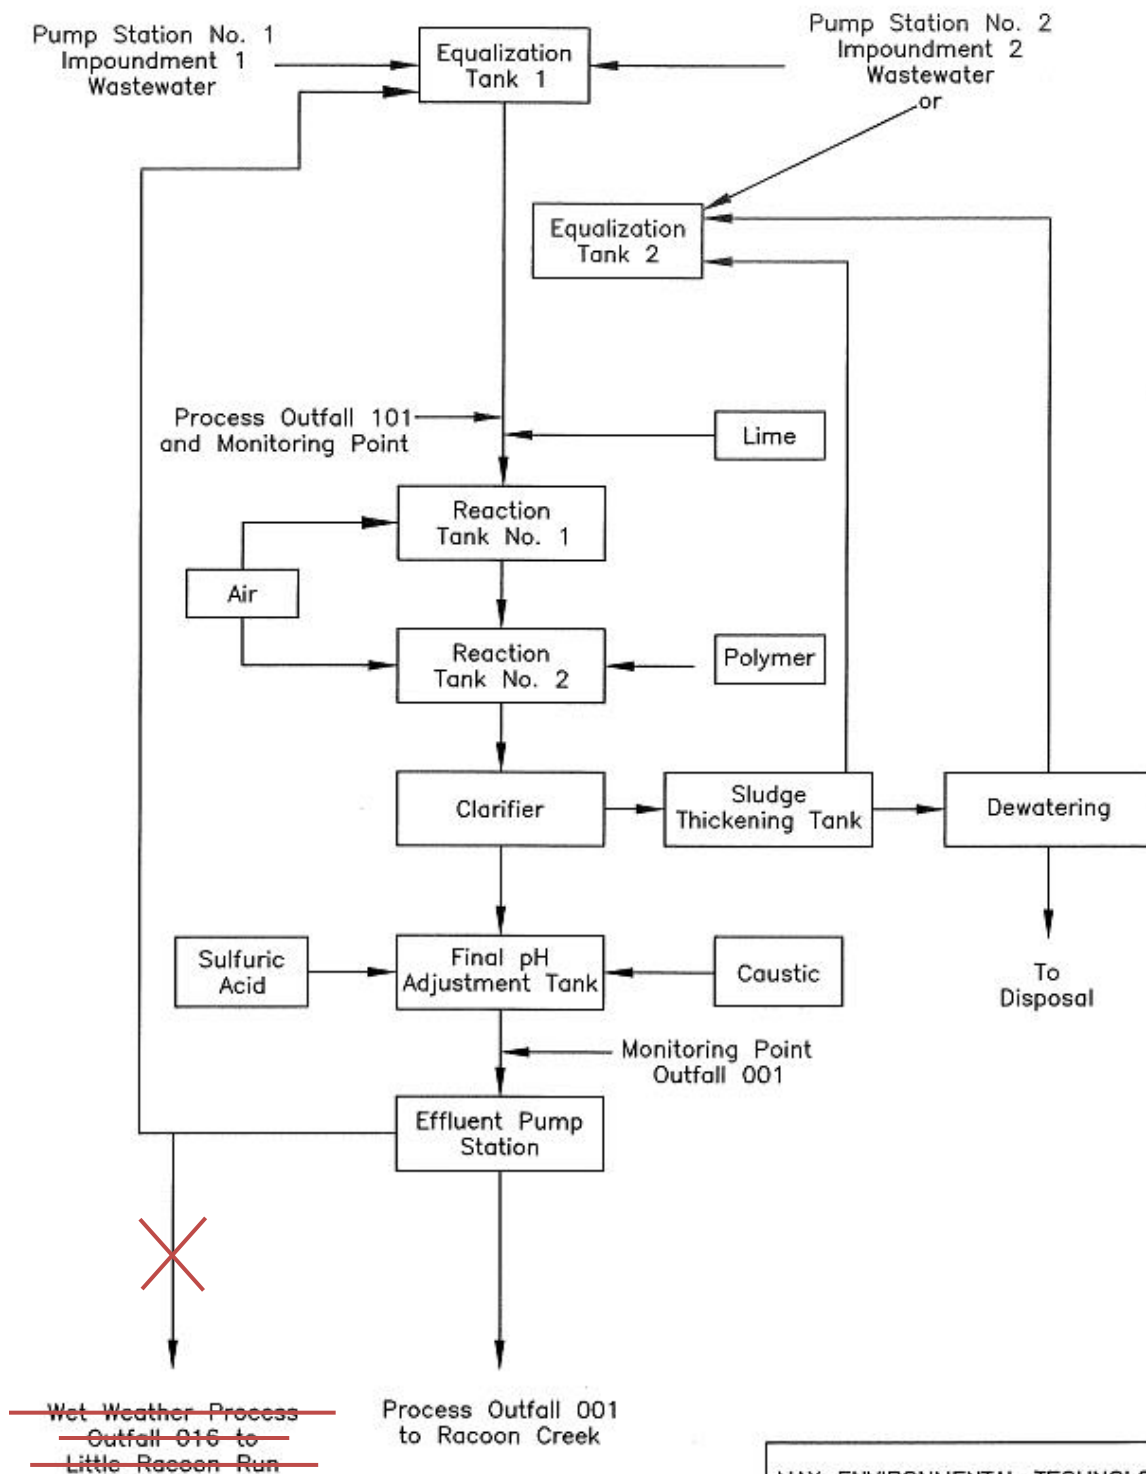 Pump Station No. 1
Impoundment 1
Wastewater
Equalization
Tank 1
Pump Station No. 2
Impoundment 2
Wastewater
or
Equalization
Tank 2
Process Outfall 101
and Monitoring Point
Lime
Reaction
Tank No. 1
Air
Reaction
Tank No. 2
Polymer
Clarifier
Sludge
Thickening Tank
Dewatering
Sulfuric
Acid
Final pH
Adjustment Tank
Caustic
To
Disposal
Monitoring Point
Outfall 001
Effluent Pump
Station
Wet Weather Process
Outfall 016 to
Little Racoon Run
Process Outfall 001
to Racoon Creek
ENVIRONMENTAL